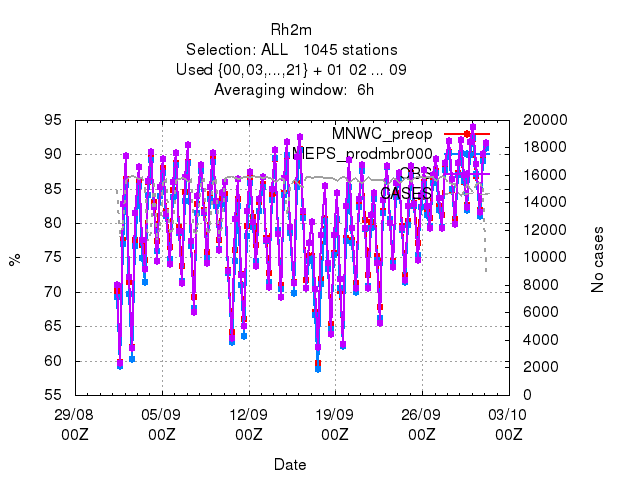 Rh2m
Selection: ALL 1045 stations
Used {00,03,...,21} + 01 02 ... 09
Averaging window: 6h
95 20000
MNWC_preop
90 MEPS_prodmbr000 18000
85 OBS 16000
CASES 14000
80 12000
75 10000
70 8000
65 6000
4000
60 2000
55 0
% No cases
29/08 05/09 12/09 19/09 26/09 03/10
00Z 00Z 00Z 00Z 00Z 00Z
Date